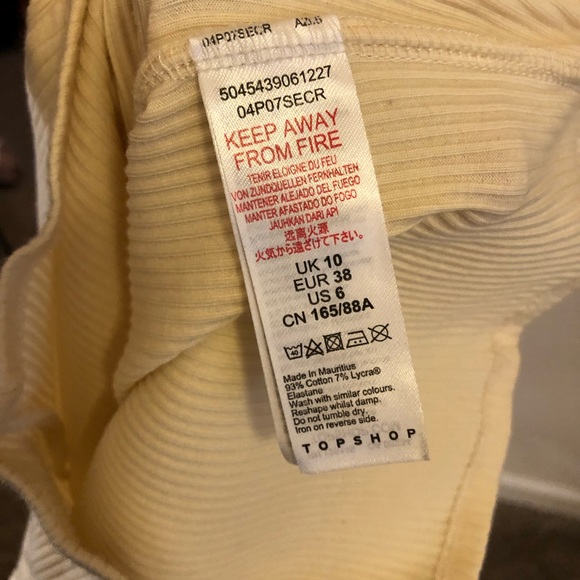 04P07SECR
5045439061227
04P07SECR
KEEP AWAY
FROM FIRE
TENIR ELOIGNE DU FEU
VON ZUNDQUELLEN FERNHALTEN
MANTENER ALEJADO DEL FUEGO
MANTER AFASTADO DO FOGO
JAUHKAN DARI API
远离火源
火気から遠ざけて下さい。
UK 10
EUR 38
US 6
CN 165/88A
40
Made In Mauritius
93% Cotton 7% Lycra®
Elastane
Wash with similar colours.
Reshape whilst damp.
Do not tumble dry.
Iron on reverse side.
TOPSHOP